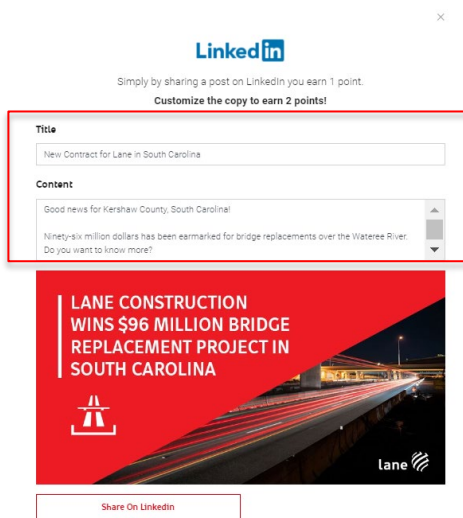 Linked in
Simply by sharing a post on LinkedIn you earn 1 point.
Customize the copy to earn 2 points!
Title
New Contract for Lane in South Carolina
Content
Good news for Kershaw County, South Carolina!
Ninety-six million dollars has been earmarked for bridge replacements over the Wateree River.
Do you want to know more?
LANE CONSTRUCTION
WINS $96 MILLION BRIDGE
REPLACEMENT PROJECT IN
SOUTH CAROLINA
lane
Share On Linkedin